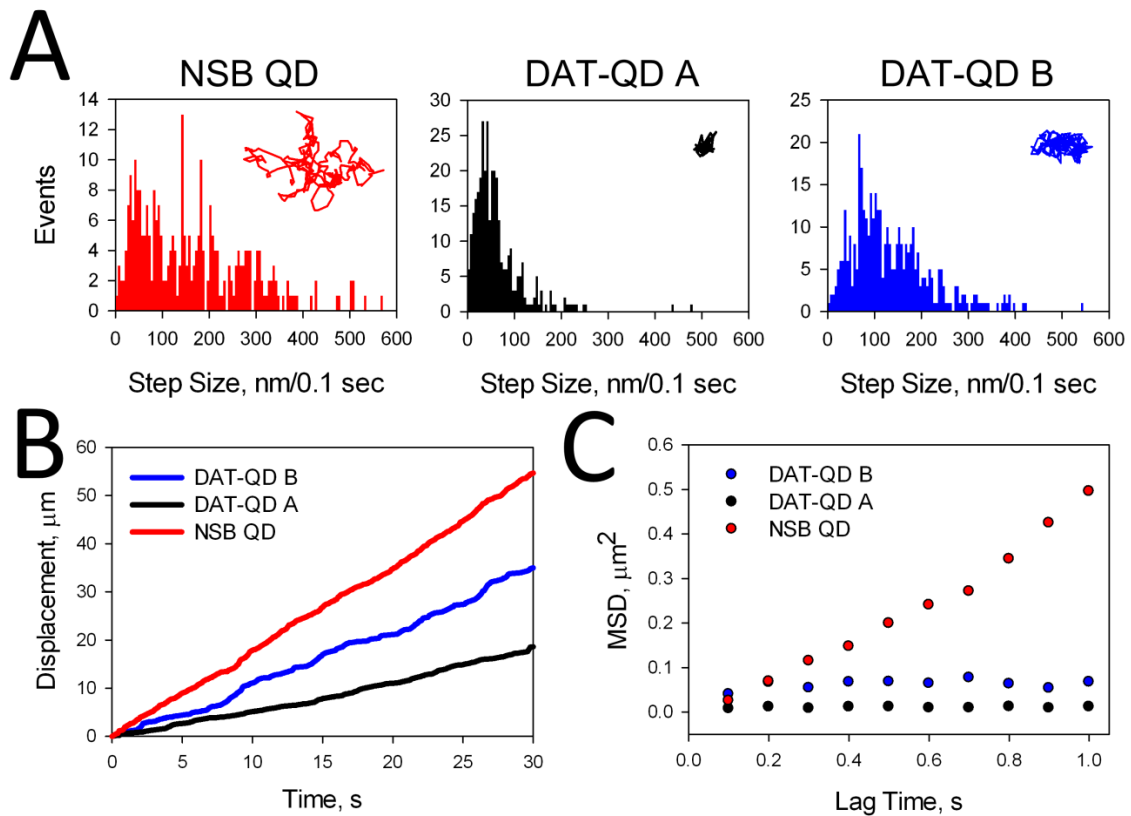 A
NSB QD
DAT-QD A
DAT-QD B
Events
14
12
10
8
6
4
2
0
30
25
20
15
10
5
0
25
20
15
10
5
0
0 100 200 300 400 500 600
0 100 200 300 400 500 600
0 100 200 300 400 500 600
Step Size, nm/0.1 sec
Step Size, nm/0.1 sec
Step Size, nm/0.1 sec
B
Displacement, μm
60
50
40
30
20
10
0
DAT-QD B
DAT-QD A
NSB QD
0 5 10 15 20 25 30
Time, s
C
MSD, μm²
0.6
0.5
0.4
0.3
0.2
0.1
0.0
DAT-QD B
DAT-QD A
NSB QD
0.0 0.2 0.4 0.6 0.8 1.0
Lag Time, s